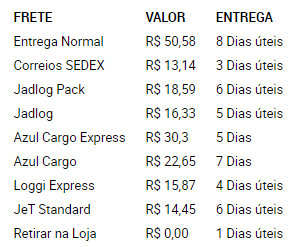 FRETE VALOR ENTREGA
Entrega Normal R$ 50,58 8 Dias úteis
Correios SEDEX R$ 13,14 3 Dias úteis
Jadlog Pack R$ 18,59 6 Dias úteis
Jadlog R$ 16,33 5 Dias úteis
Azul Cargo Express R$ 30,3 5 Dias
Azul Cargo R$ 22,65 7 Dias
Loggi Express R$ 15,87 4 Dias úteis
JeT Standard R$ 14,45 6 Dias úteis
Retirar na Loja R$ 0,00 1 Dias úteis